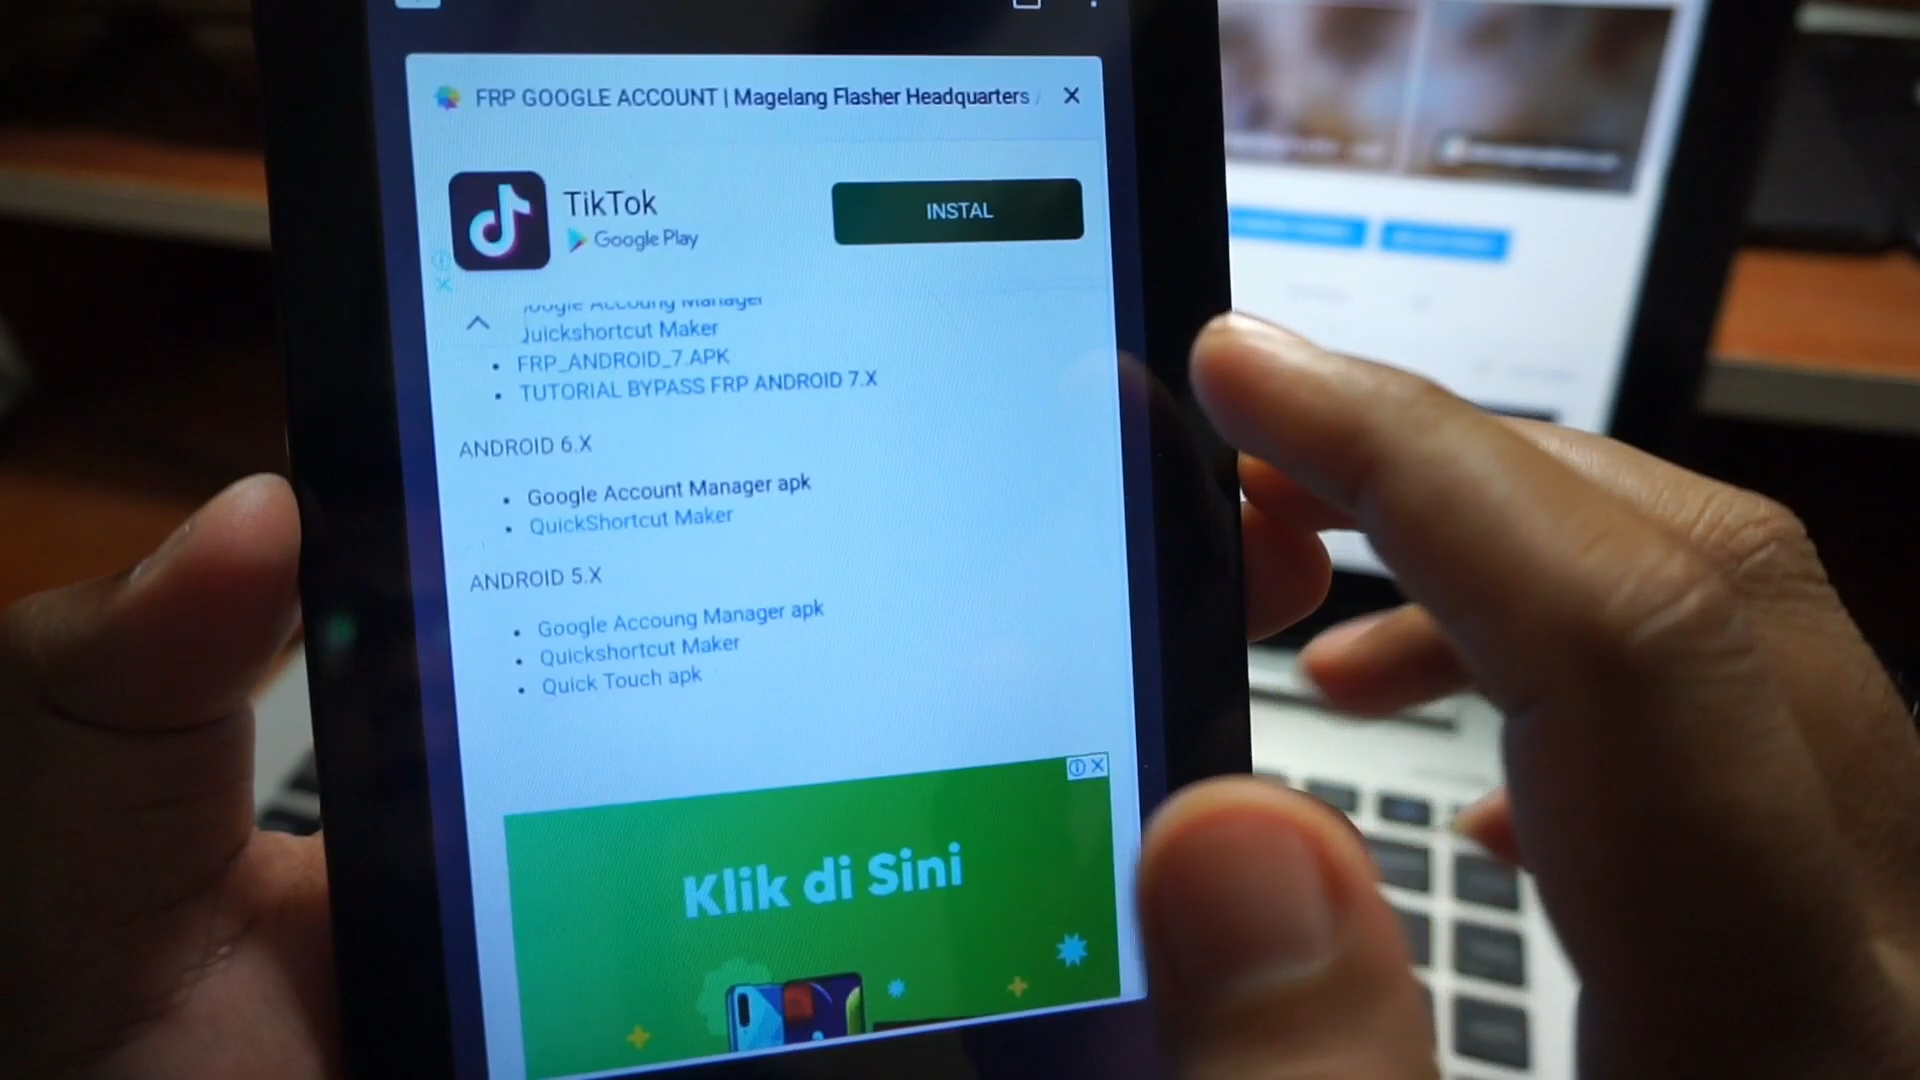 FRP GOOGLE ACCOUNT | Magelang Flasher Headquarters
TikTok
Google Play
INSTAL
Quickshortcut Maker
FRP_ANDROID_7.APK
TUTORIAL BYPASS FRP ANDROID 7.X
ANDROID 6.X
Google Account Manager apk
QuickShortcut Maker
ANDROID 5.X
Google Accoung Manager apk
Quickshortcut Maker
Quick Touch apk
Klik di Sini